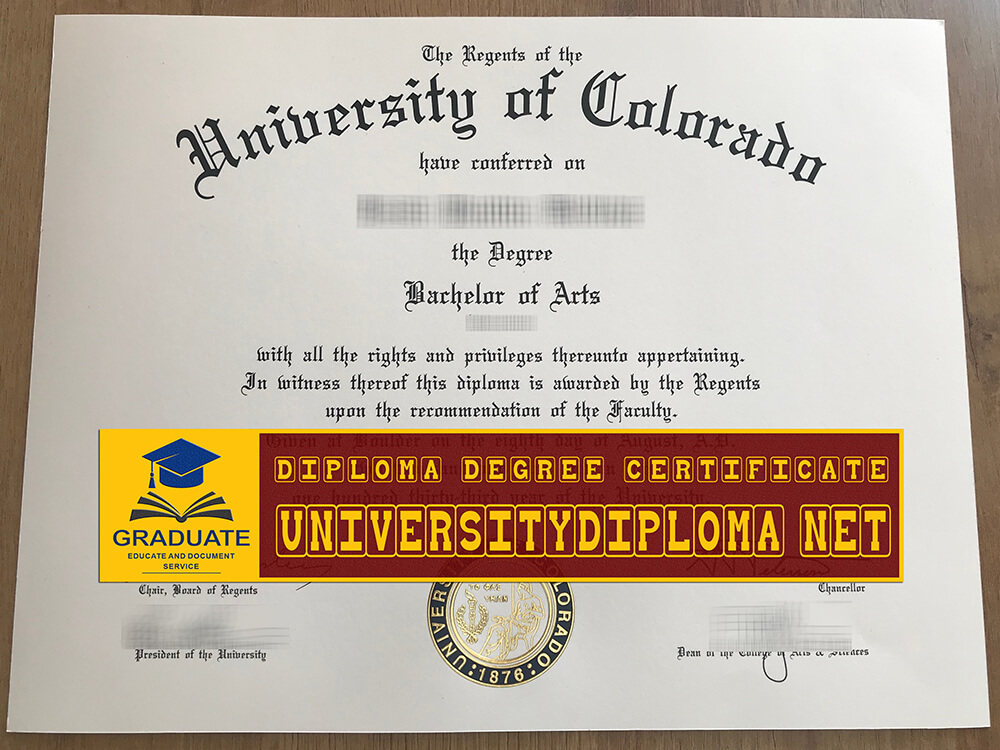 The Regents of the
University of Colorado
have conferred on
the Degree
Bachelor of Arts
with all the rights and privileges thereunto appertaining.
In witness thereof this diploma is awarded by the Regents
upon the recommendation of the Faculty.
Given at Boulder on the eighth day of August, A.D.
one hundred thirty-third year of the University.
GRADUATE
EDUCATE AND DOCUMENT
SERVICE
DIPLOMA DEGREE CERTIFICATE
UNIVERSITYDIPLOMA NET
Chair, Board of Regents
Chancellor
President of the University
Dean of the College of Arts & Sciences
:1876: